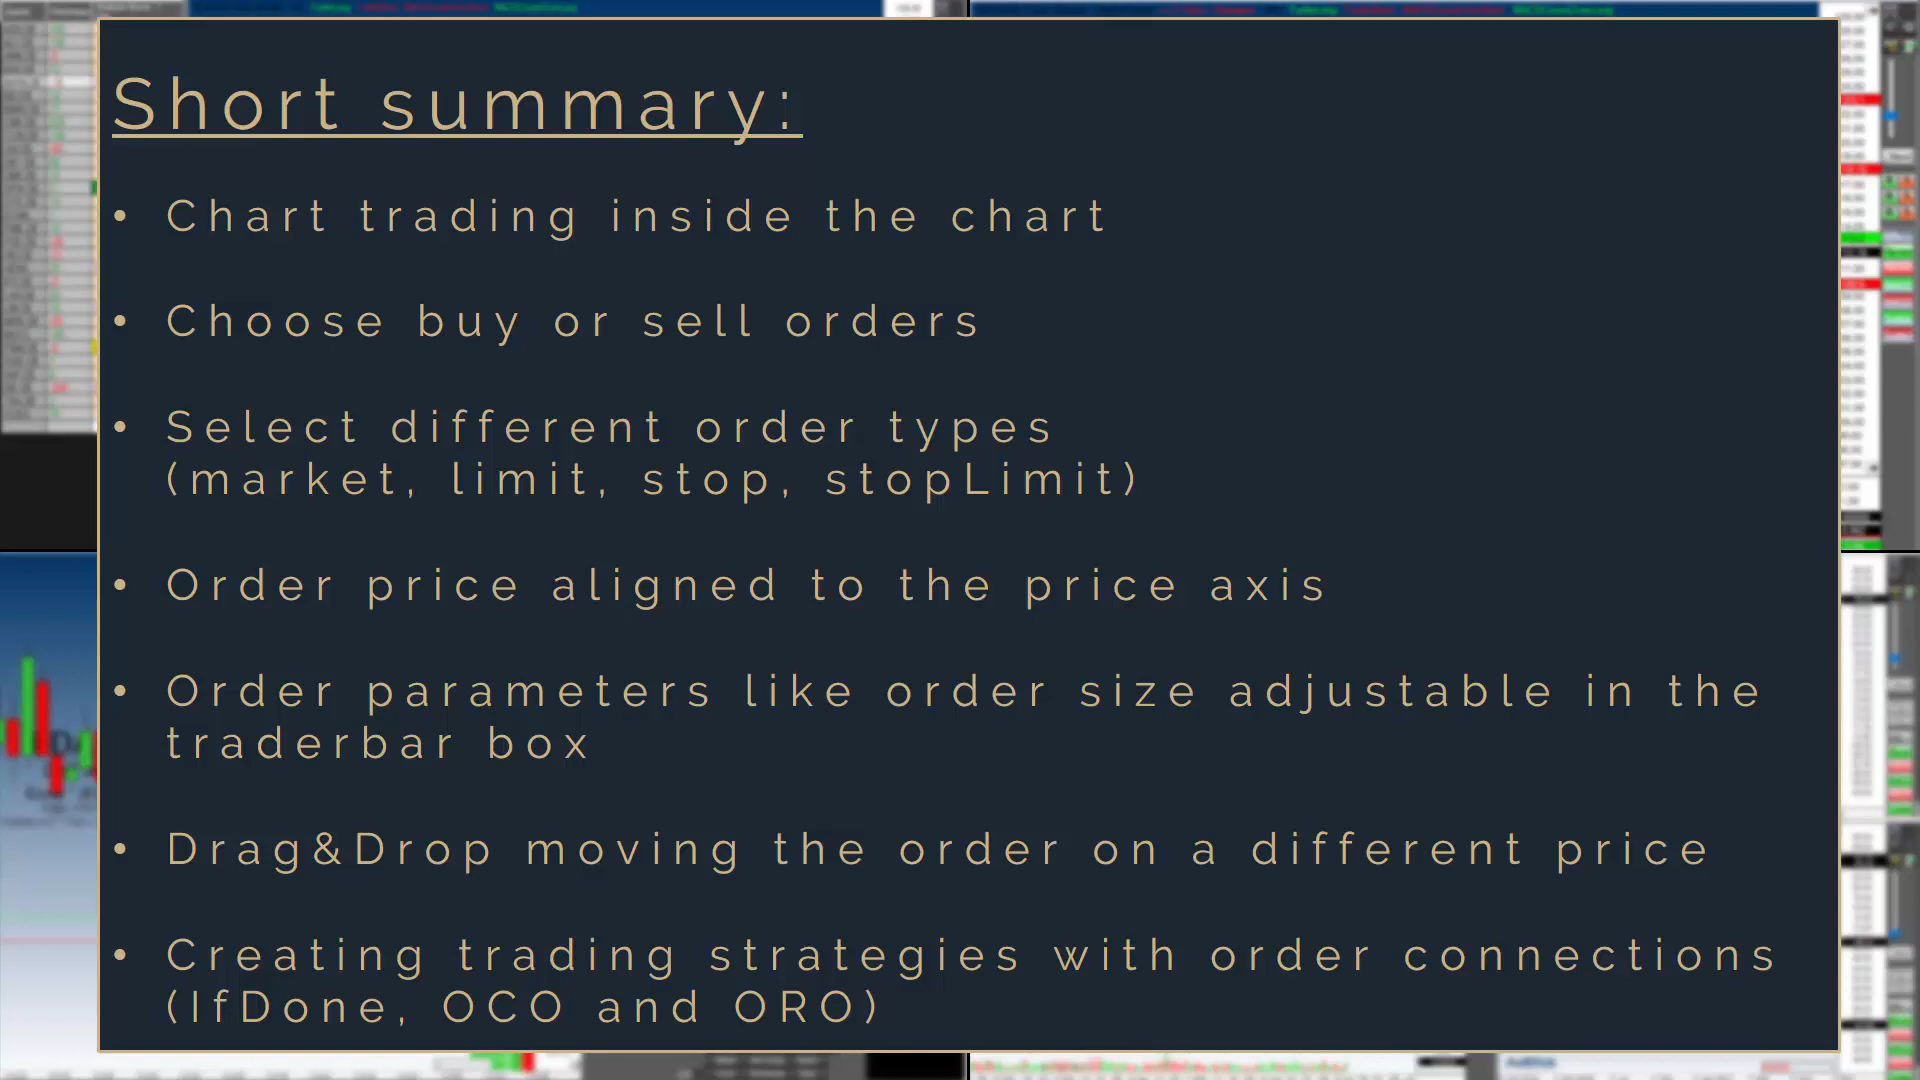 Short summary:
• Chart trading inside the chart
• Choose buy or sell orders
• Select different order types
(market, limit, stop, stopLimit)
• Order price aligned to the price axis
• Order parameters like order size adjustable in the
traderbar box
• Drag&Drop moving the order on a different price
• Creating trading strategies with order connections
(IfDone, OCO and ORO)